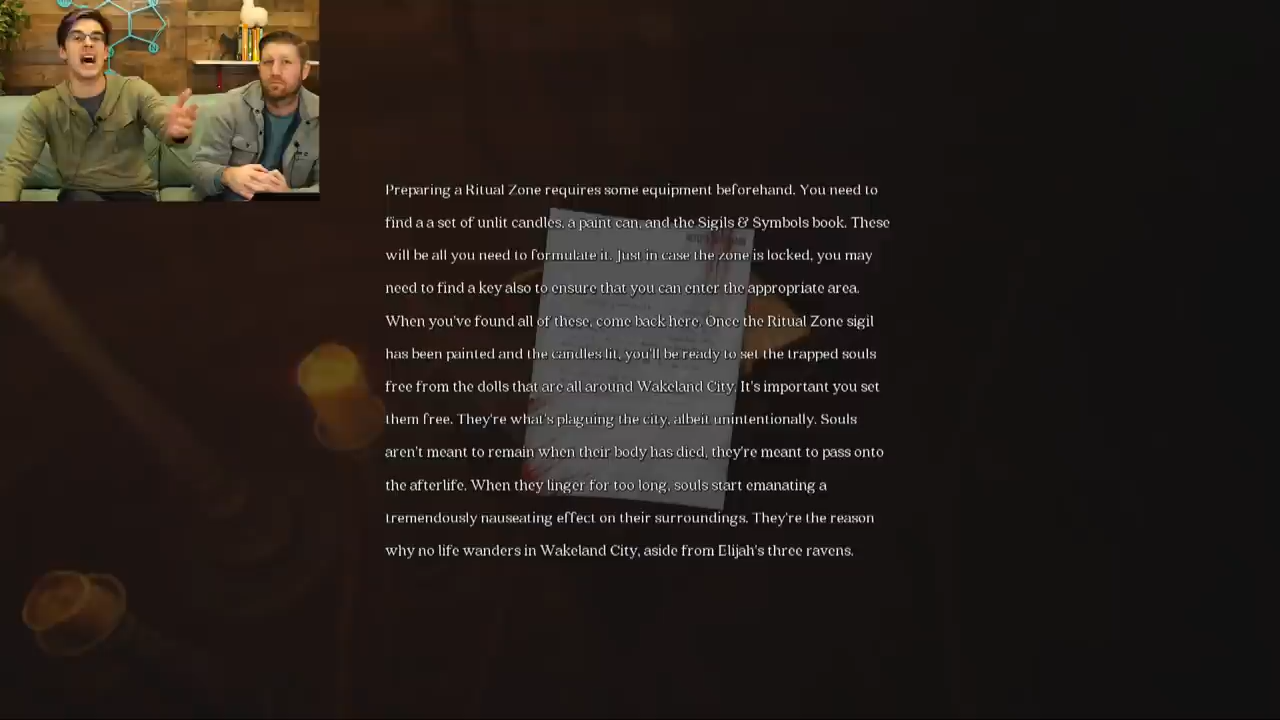 Preparing a Ritual Zone requires some equipment beforehand. You need to
find a a set of unlit candles, a paint can, and the Sigils & Symbols book. These
will be all you need to formulate it. Just in case the zone is locked, you may
need to find a key also to ensure that you can enter the appropriate area.
When you've found all of these, come back here. Once the Ritual Zone sigil
has been painted and the candles lit, you'll be ready to set the trapped souls
free from the dolls that are all around Wakeland City. It's important you set
them free. They're what's plaguing the city, albeit unintentionally. Souls
aren't meant to remain when their body has died, they're meant to pass onto
the afterlife. When they linger for too long, souls start emanating a
tremendously nauseating effect on their surroundings. They're the reason
why no life wanders in Wakeland City, aside from Elijah's three ravens.